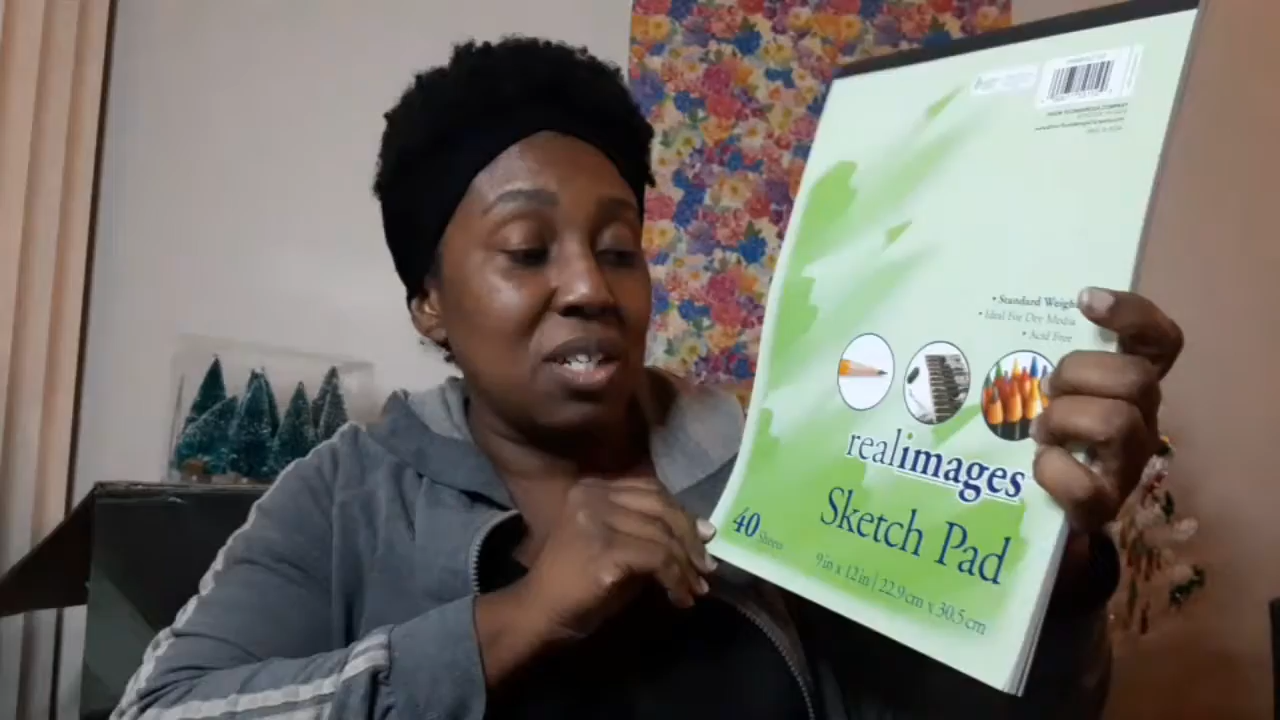 • Standard Weight
• Ideal For Dry Media
• Acid Free
realimages
Sketch Pad
40 Sheets
9in x 12in | 22.9cm x 30.5cm